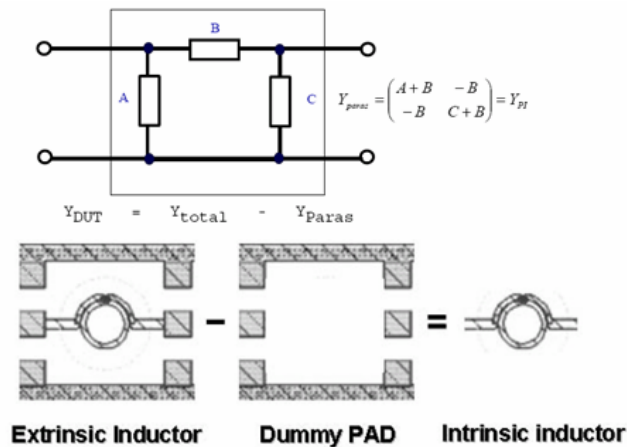 B
A
C
Y_paras = (A+B -B
-B C+B) = Y_PI
Y_DUT = Y_total - Y_Paras
- =
Extrinsic Inductor Dummy PAD Intrinsic inductor